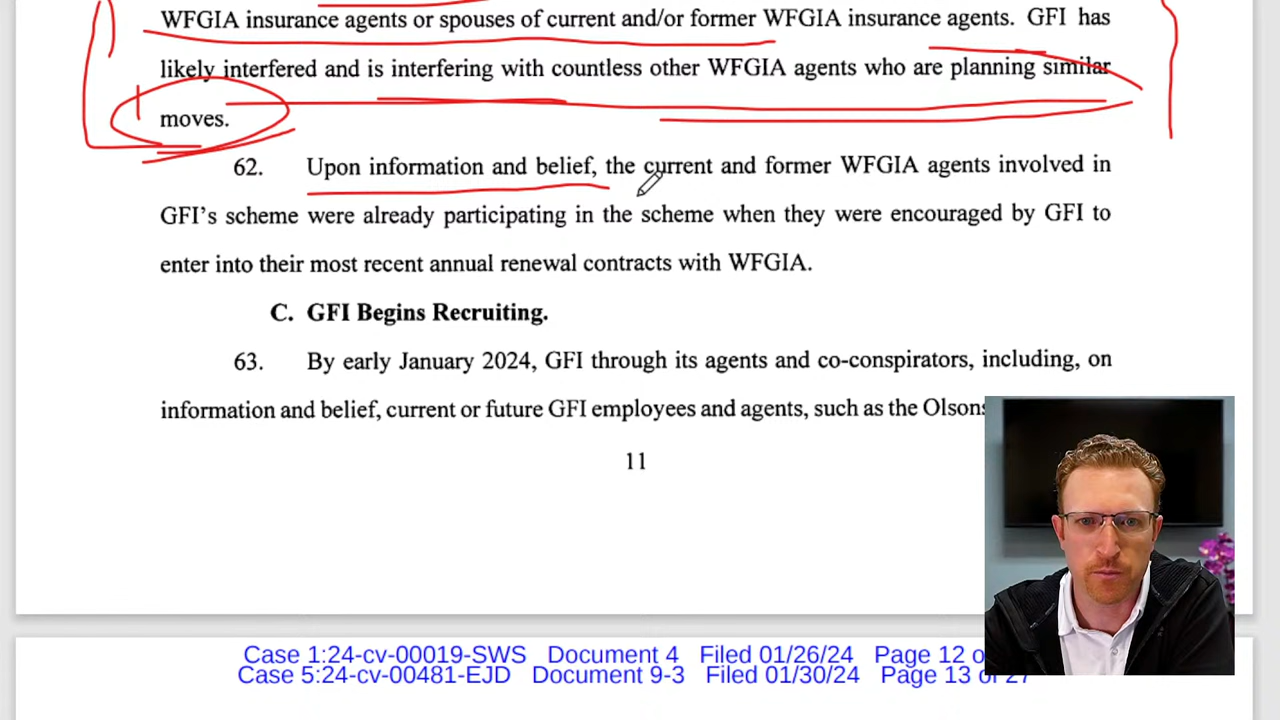 WFGIA insurance agents or spouses of current and/or former WFGIA insurance agents. GFI has
likely interfered and is interfering with countless other WFGIA agents who are planning similar
moves.
62. Upon information and belief, the current and former WFGIA agents involved in
GFI's scheme were already participating in the scheme when they were encouraged by GFI to
enter into their most recent annual renewal contracts with WFGIA.
C. GFI Begins Recruiting.
63. By early January 2024, GFI through its agents and co-conspirators, including, on
information and belief, current or future GFI employees and agents, such as the Olsons
11
Case 1:24-cv-00019-SWS Document 4 Filed 01/26/24 Page 12 o
Case 5:24-cv-00481-EJD Document 9-3 Filed 01/30/24 Page 13 of 27